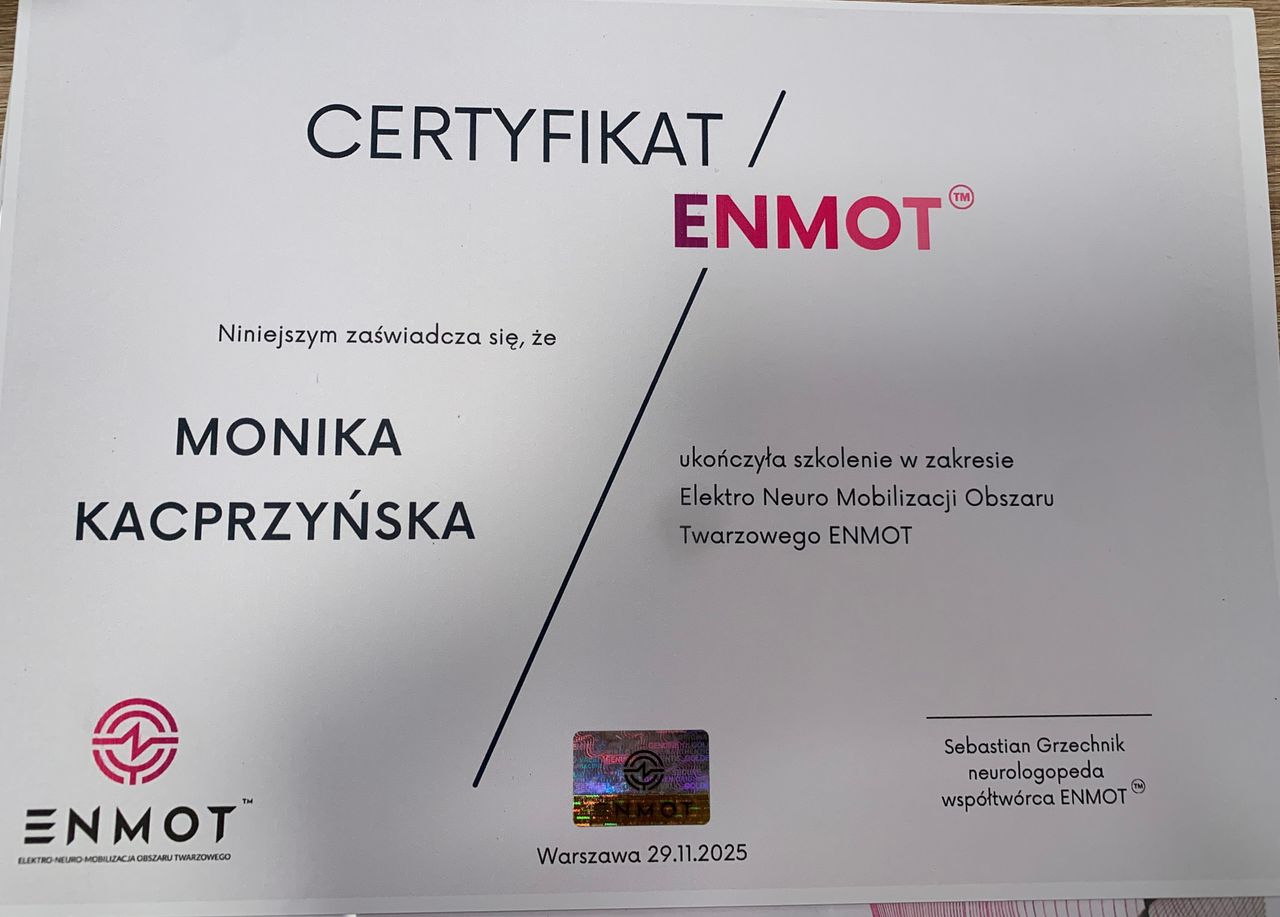 CERTYFIKAT /
ENMOT™
Niniejszym zaświadcza się, że
MONIKA
KACPRZYŃSKA
ukończyła szkolenie w zakresie
Elektro Neuro Mobilizacji Obszaru
Twarzowego ENMOT
ENMOT™
ELEKTRO-NEURO-MOBILIZACJA OBSZARU TWARZOWEGO
ENMOT
Warszawa 29.11.2025
Sebastian Grzechnik
neurologopeda
współtwórca ENMOT™